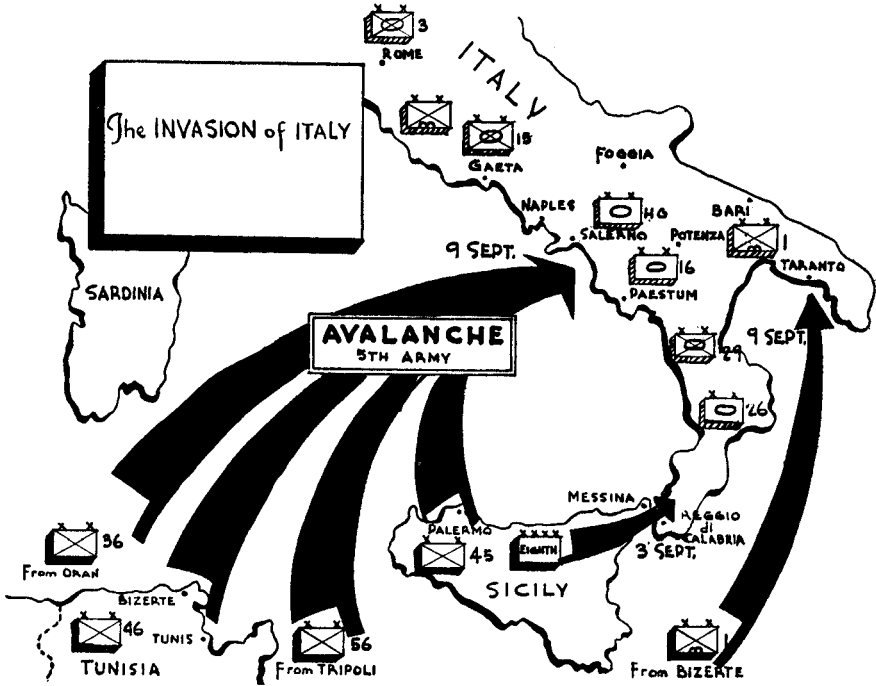 3
ROME
ITALY
The INVASION of ITALY
15
GAETA
FOGGIA
NAPLES
SALERNO
POTENZA
BARI
1
16
TARANTO
PAESTUM
9 SEPT.
SARDINIA
AVALANCHE
5TH ARMY
9 SEPT.
29
26
MESSINA
REGGIO
di
CALABRIA
3 SEPT.
PALERMO
45
EIGHTH
SICILY
36
From ORAN
BIZERTE
46
TUNIS
TUNISIA
56
From TRIPOLI
1
From BIZERTE